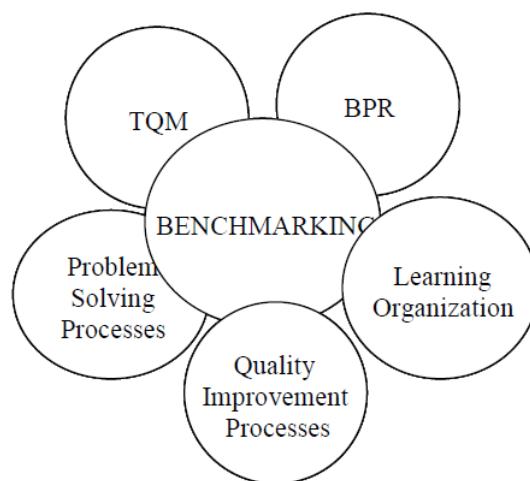 TQM
BPR
BENCHMARKING
Problem
Solving
Processes
Learning
Organization
Quality
Improvement
Processes